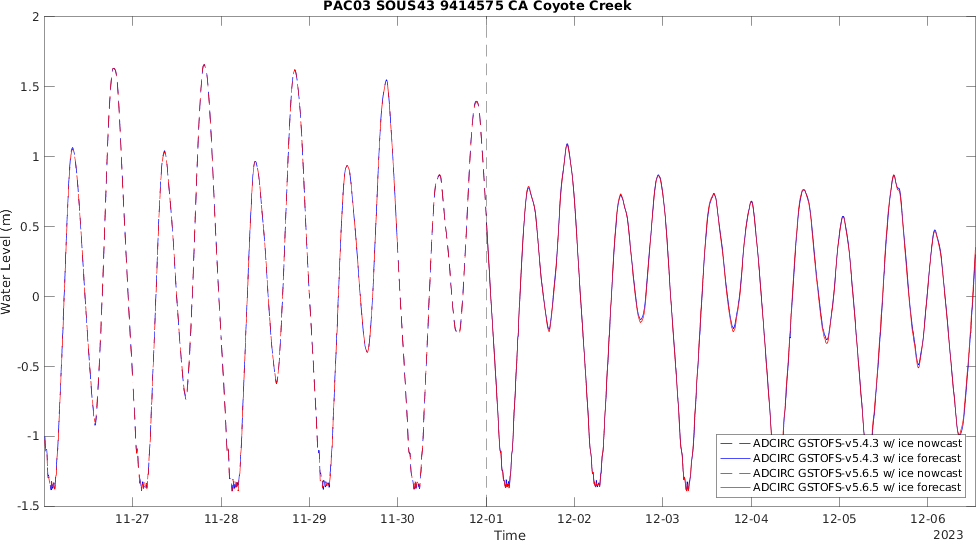 PAC03 SOUS43 9414575 CA Coyote Creek
2
1.5
1
0.5
0
-0.5
-1
-1.5
Water Level (m)
ADCIRC GSTOFS-v5.4.3 w/ ice nowcast
ADCIRC GSTOFS-v5.4.3 w/ ice forecast
ADCIRC GSTOFS-v5.6.5 w/ ice nowcast
ADCIRC GSTOFS-v5.6.5 w/ ice forecast
11-27 11-28 11-29 11-30 12-01 12-02 12-03 12-04 12-05 12-06
Time
2023